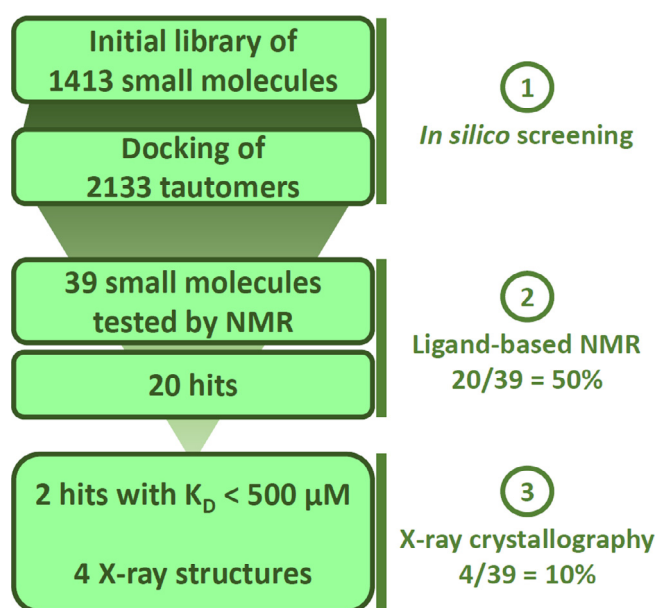 Initial library of
1413 small molecules
Docking of
2133 tautomers
1
In silico screening
39 small molecules
tested by NMR
20 hits
2
Ligand-based NMR
20/39 = 50%
2 hits with K_D < 500 µM
4 X-ray structures
3
X-ray crystallography
4/39 = 10%